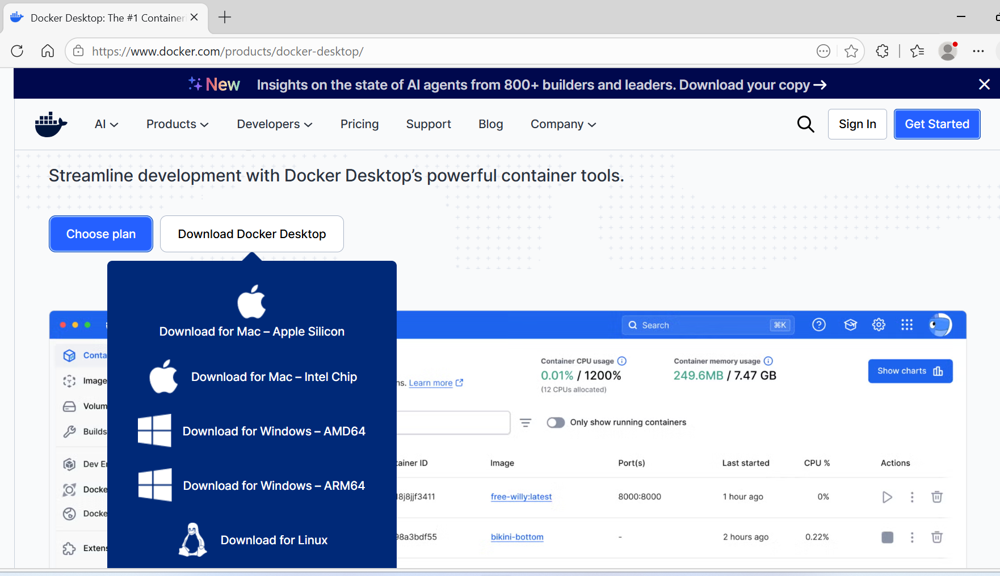 Docker Desktop: The #1 Container
https://www.docker.com/products/docker-desktop/
New Insights on the state of AI agents from 800+ builders and leaders. Download your copy →
AI Products Developers Pricing Support Blog Company Sign In Get Started
Streamline development with Docker Desktop’s powerful container tools.
Choose plan Download Docker Desktop
Download for Mac – Apple Silicon
Download for Mac – Intel Chip
Download for Windows – AMD64
Download for Windows – ARM64
Download for Linux
Search ⌘K
Conta
Image
Volum
Builds
Dev E
Docke
Docke
Extens
ns. Learn more
Container CPU usage
0.01% / 1200%
(12 CPUs allocated)
Container memory usage
249.6MB / 7.47 GB
Show charts
Only show running containers
tainer ID Image Port(s) Last started CPU % Actions
8j8jjf3411 free-willy:latest 8000:8000 1 hour ago 0%
98a3bdf55 bikini-bottom - 2 hours ago 0.22%